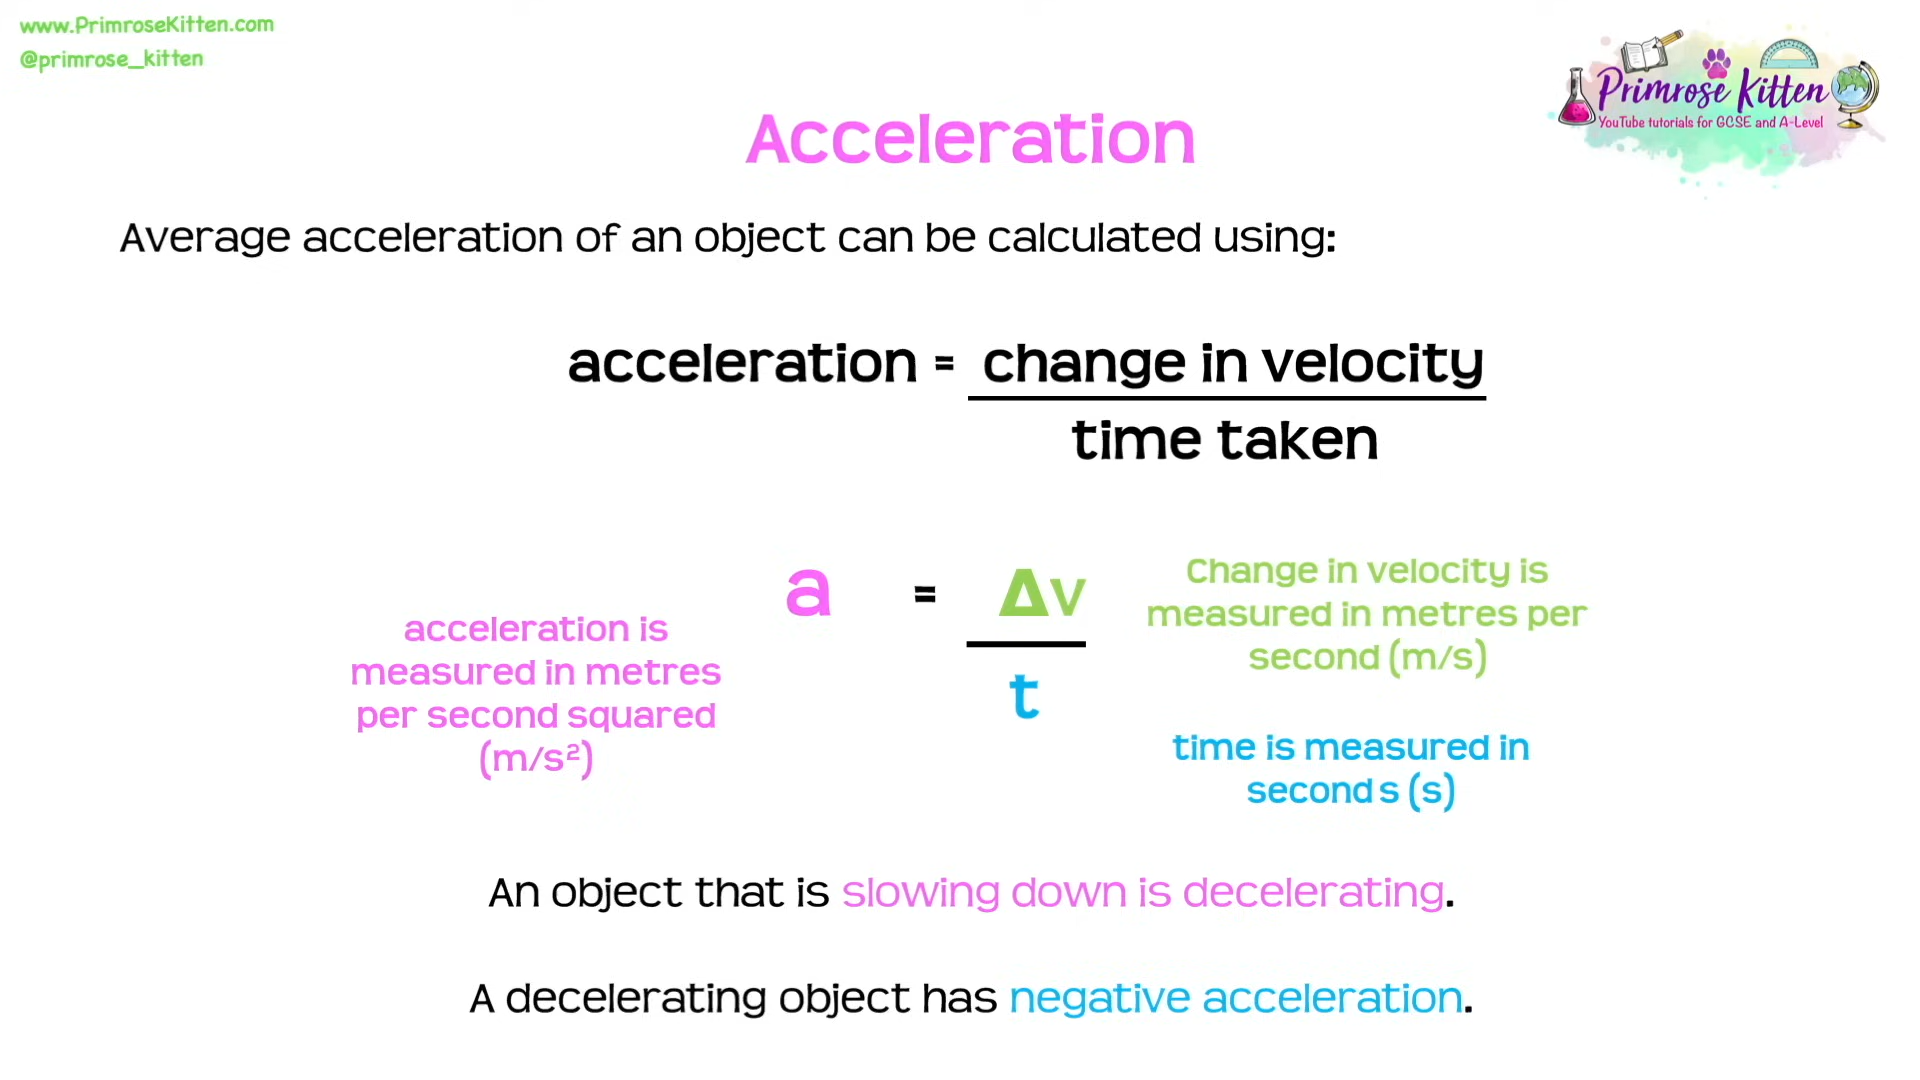 www.PrimroseKitten.com
@primrose_kitten
Primrose Kitten
YouTube tutorials for GCSE and A-Level
Acceleration
Average acceleration of an object can be calculated using:
acceleration = change in velocity
time taken
a = Δv
t
acceleration is
measured in metres
per second squared
(m/s²)
Change in velocity is
measured in metres per
second (m/s)
time is measured in
seconds (s)
An object that is slowing down is decelerating.
A decelerating object has negative acceleration.